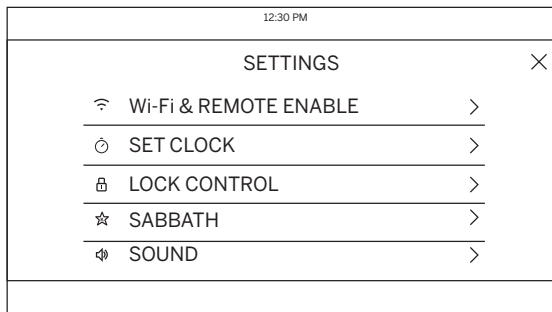 12:30 PM
SETTINGS
Wi-Fi & REMOTE ENABLE
SET CLOCK
LOCK CONTROL
SABBATH
SOUND